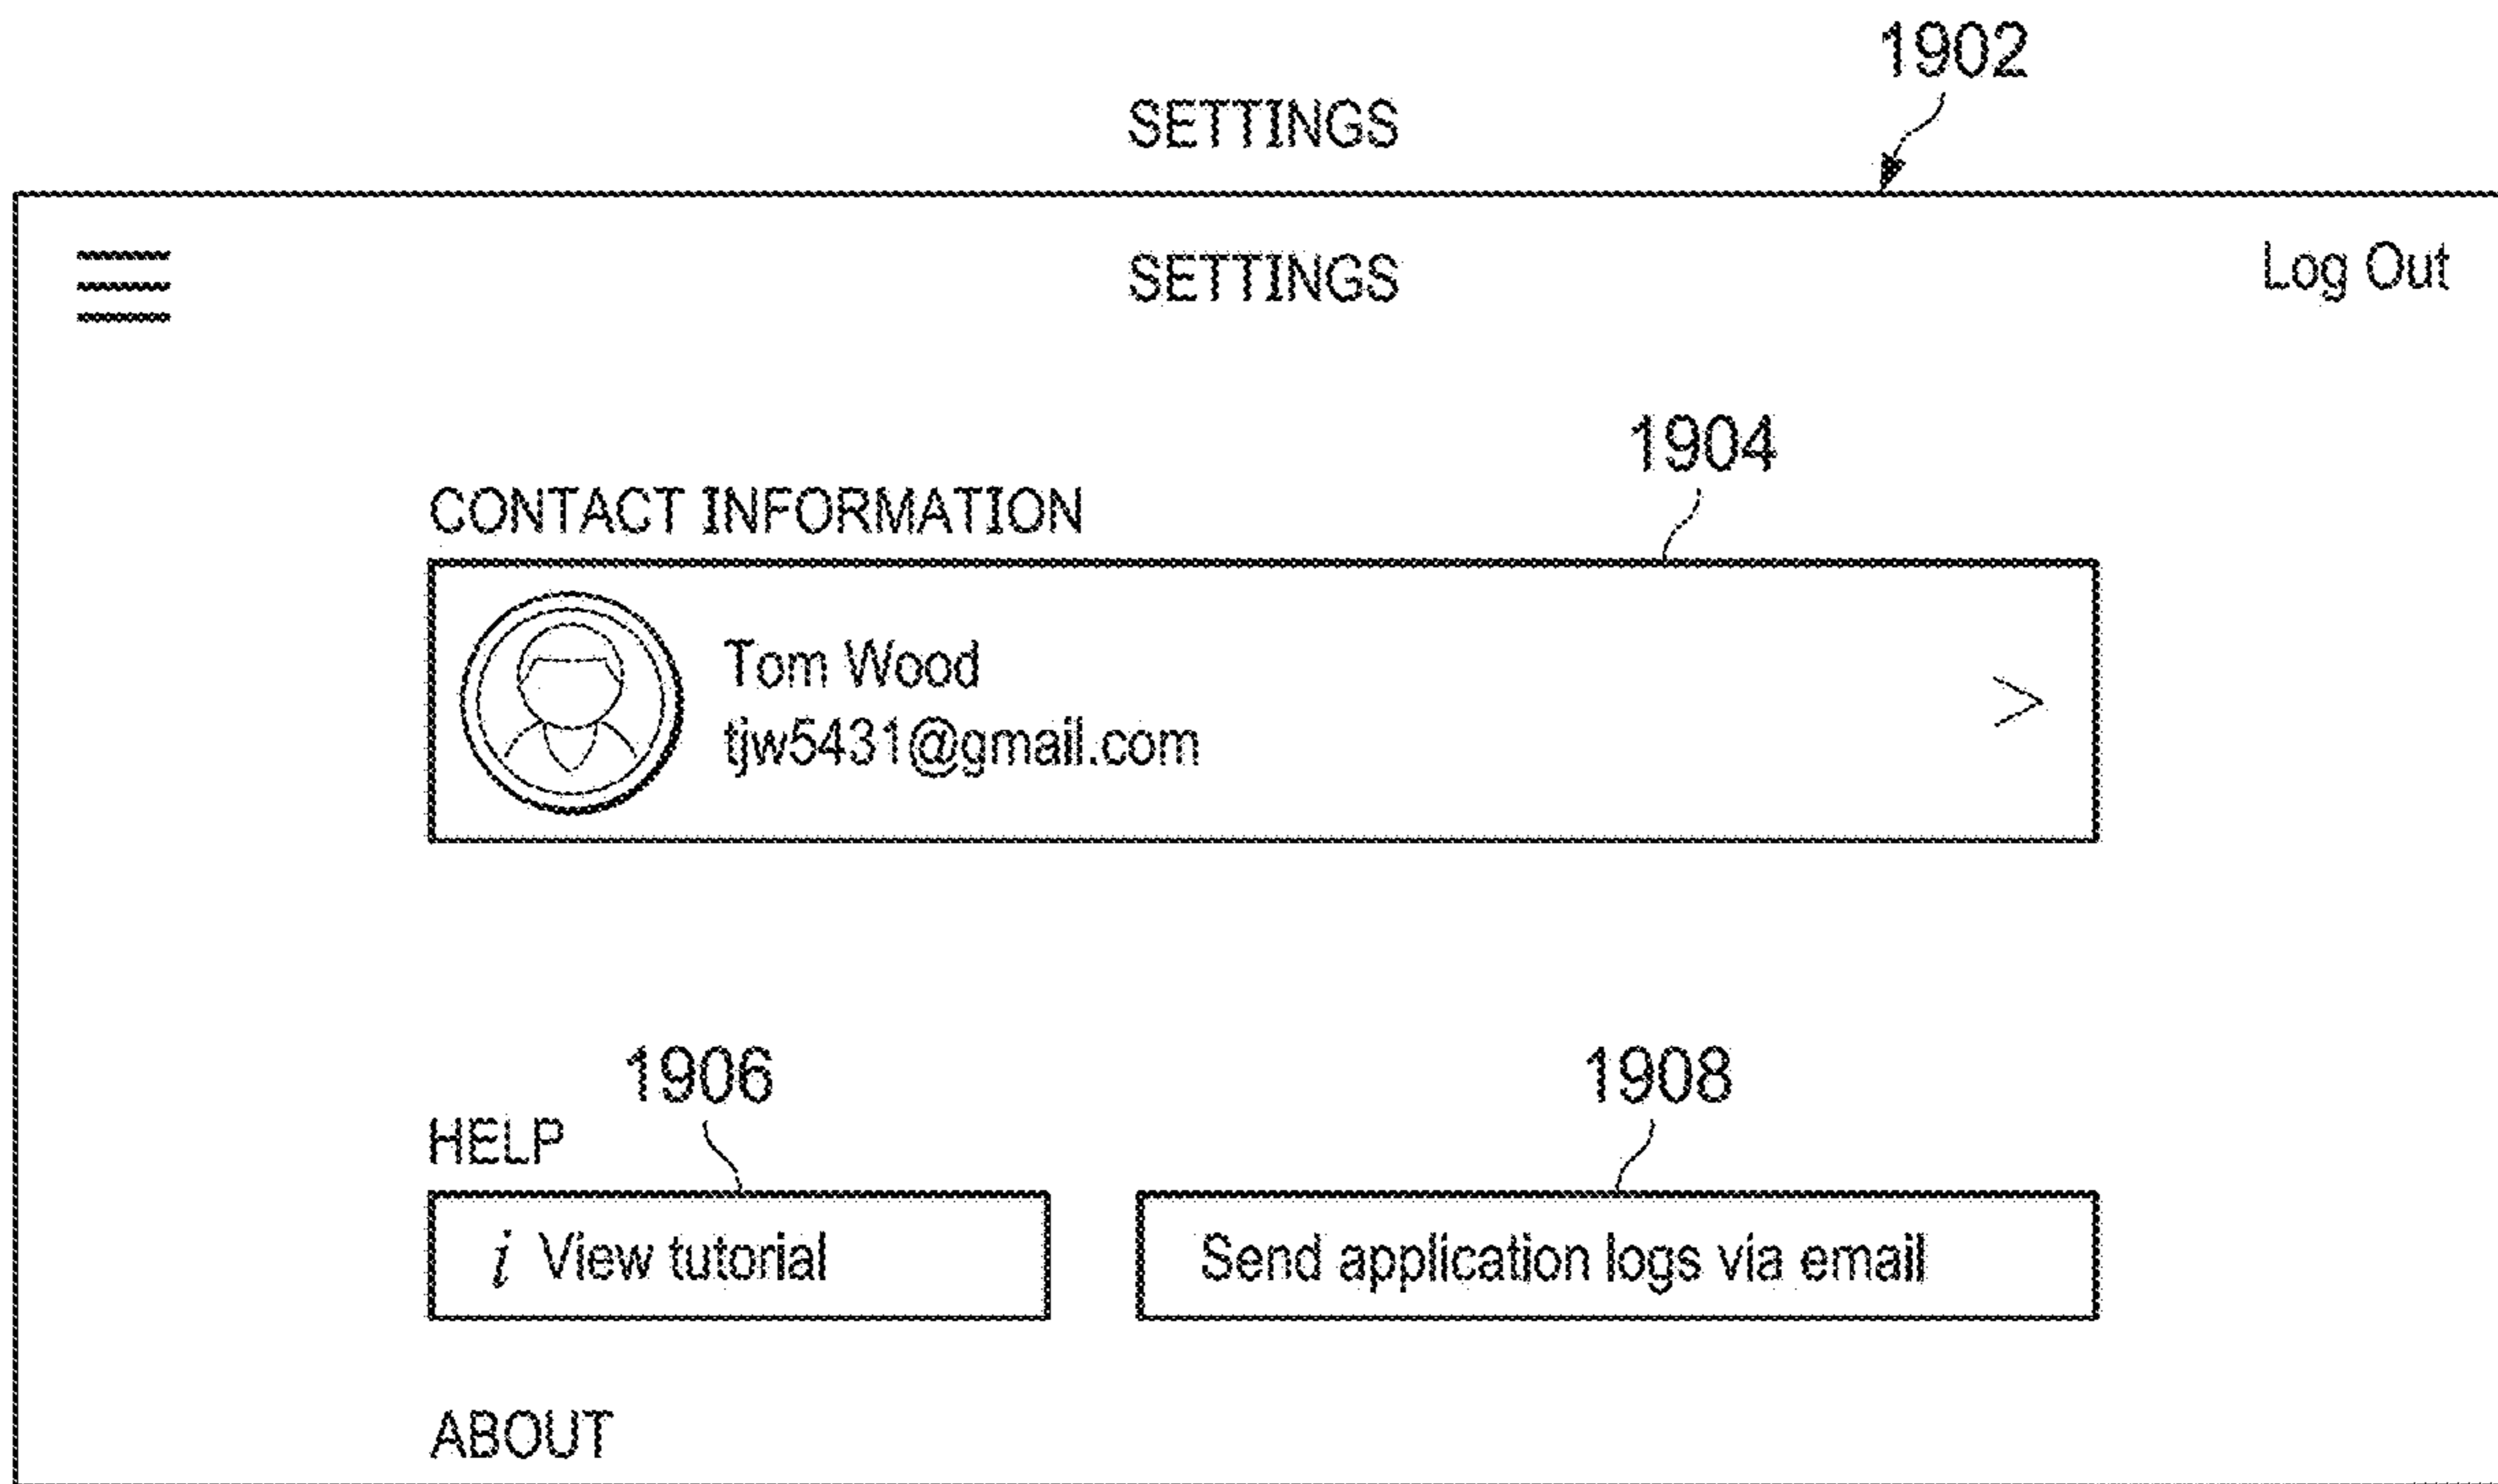 1902
SETTINGS
SETTINGS Log Out
1904
CONTACT INFORMATION
Tom Wood
>
tjw5431@gmail.com
1906 1908
HELP
i View tutorial Send application logs via email
ABOUT